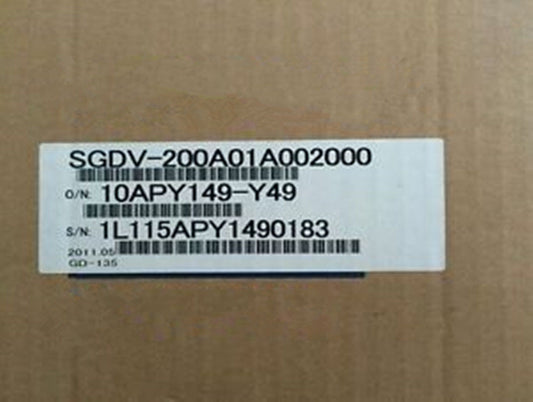 SGDV-200A01A002000
O/N: 10APY149-Y49
S/N: 1L115APY1490183
2011.05
GD-135